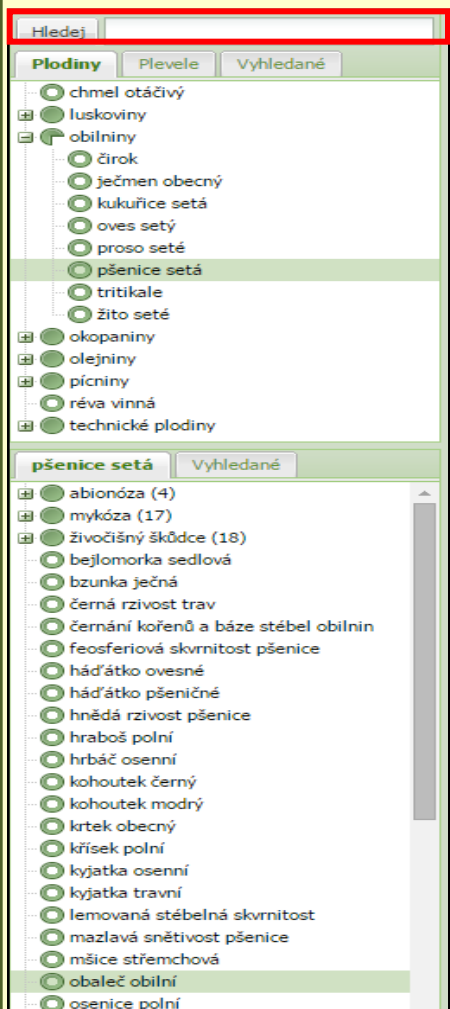 Hledej
Plodiny Plevele Vyhledané
chmel otáčivý
luskoviny
obilniny
čirok
ječmen obecný
kukuřice setá
oves setý
proso seté
pšenice setá
tritikale
žito seté
okopaniny
olejniny
pícniny
réva vinná
technické plodiny
pšenice setá Vyhledané
abionóza (4)
mykóza (17)
živočišný škůdce (18)
bejlomorka sedlová
bzunka ječná
černá rzivost trav
černání kořenů a báze stébel obilnin
feosferiová skvrnitost pšenice
háďátko ovesné
háďátko pšeničné
hnědá rzivost pšenice
hraboš polní
hrbáč osenní
kohoutek černý
kohoutek modrý
krtek obecný
křísek polní
kyjatka osenní
kyjatka travní
lemovaná stébelná skvrnitost
mazlavá snětivost pšenice
mšice střemchová
obaleč obilní
osenice polní